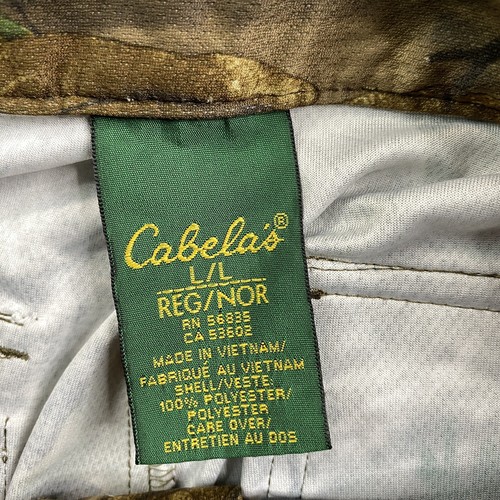 Cabela's®
L/L
REG/NOR
RN 56835
CA 53602
MADE IN VIETNAM/
FABRIQUÉ AU VIETNAM
SHELL/VESTE:
100% POLYESTER/
POLYESTER
CARE OVER/
ENTRETIEN AU DOS